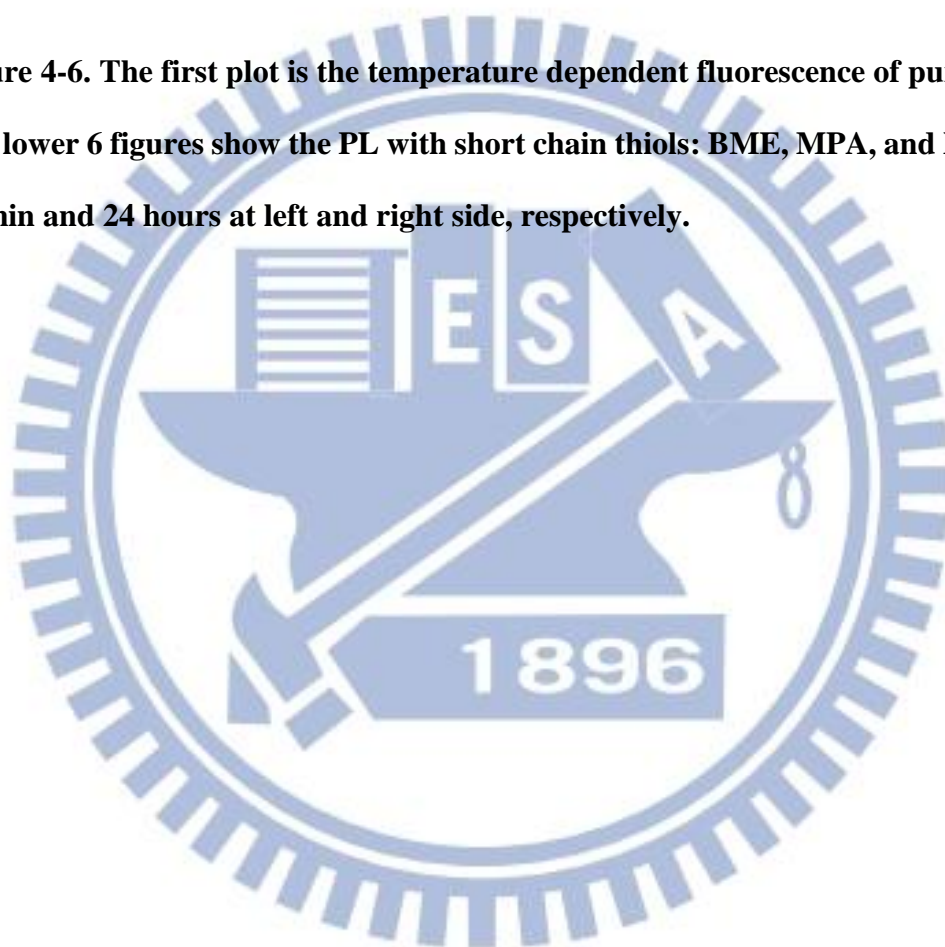 ure 4-6. The first plot is the temperature dependent fluorescence of pu
lower 6 figures show the PL with short chain thiols: BME, MPA, and
nin and 24 hours at left and right side, respectively.
E S A
1896